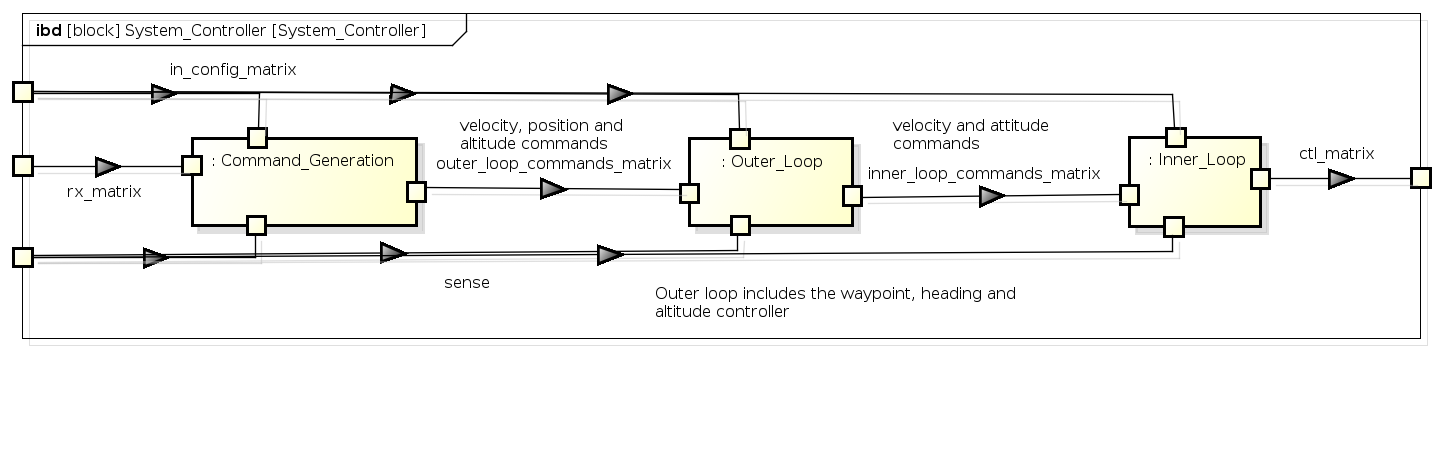 ibd [block] System_Controller [System_Controller]
in_config_matrix
velocity, position and
altitude commands
outer_loop_commands_matrix
velocity and attitude
commands
inner_loop_commands_matrix
: Command_Generation
: Outer_Loop
: Inner_Loop
ctl_matrix
rx_matrix
sense
Outer loop includes the waypoint, heading and
altitude controller